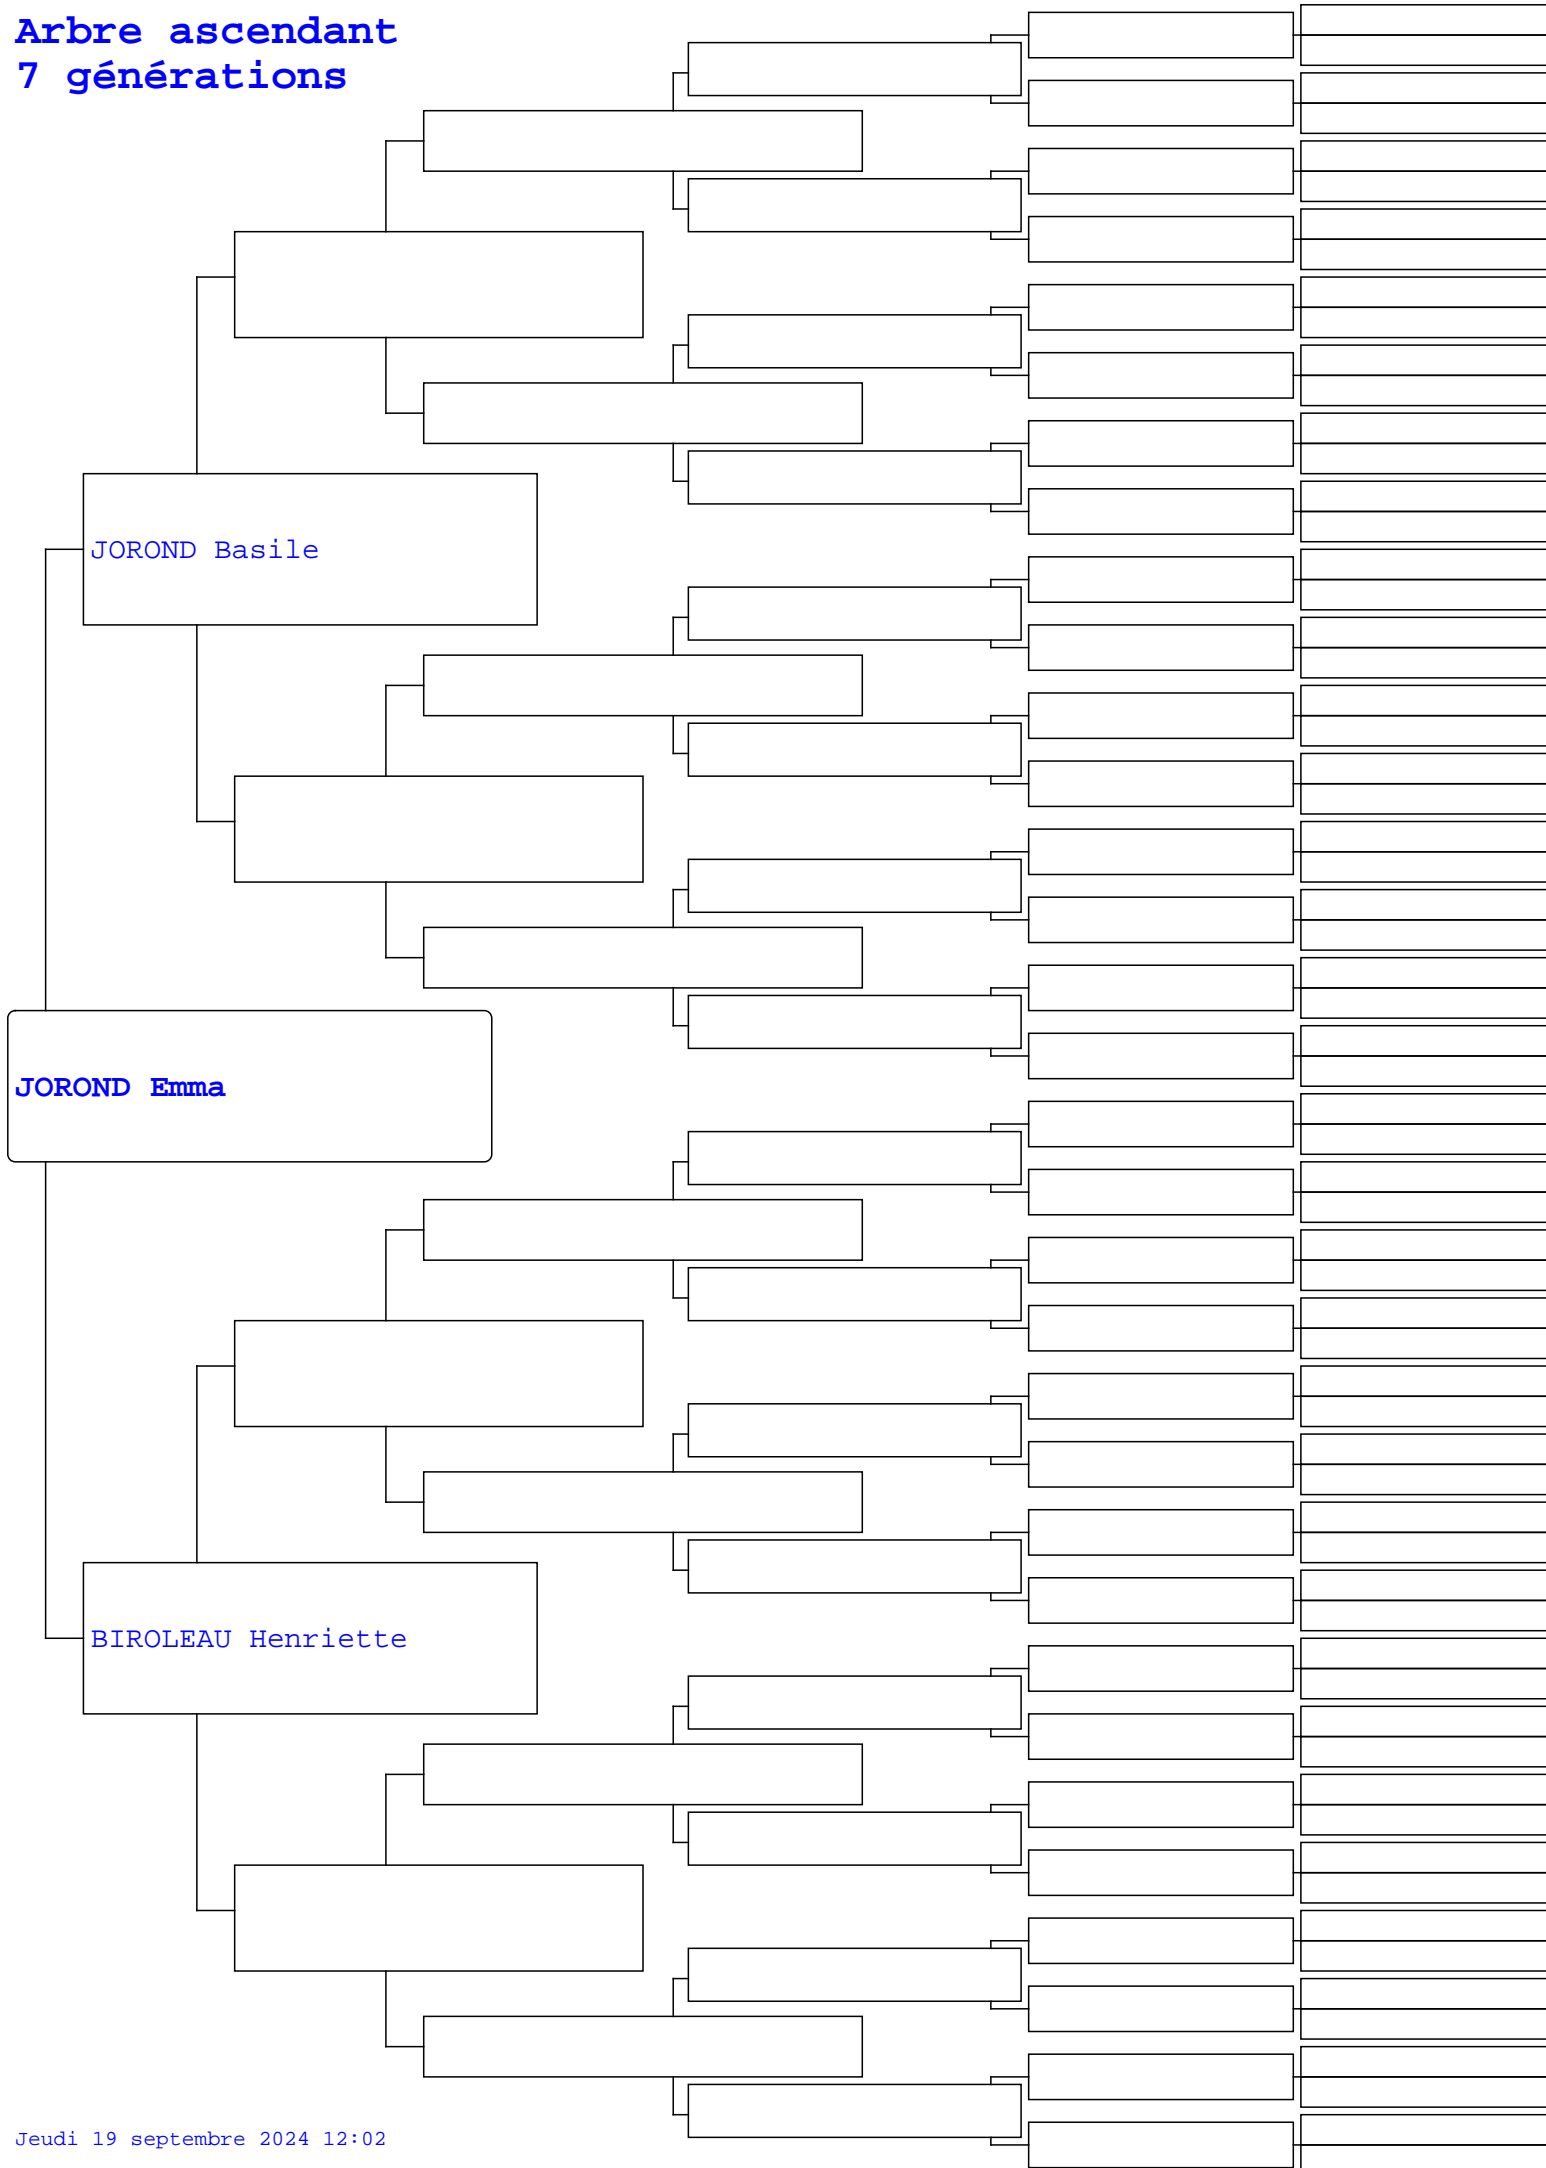 Arbre ascendant
7 générations
JOROND Basile
JOROND Emma
BIROLEAU Henriette
Jeudi 19 septembre 2024 12:02